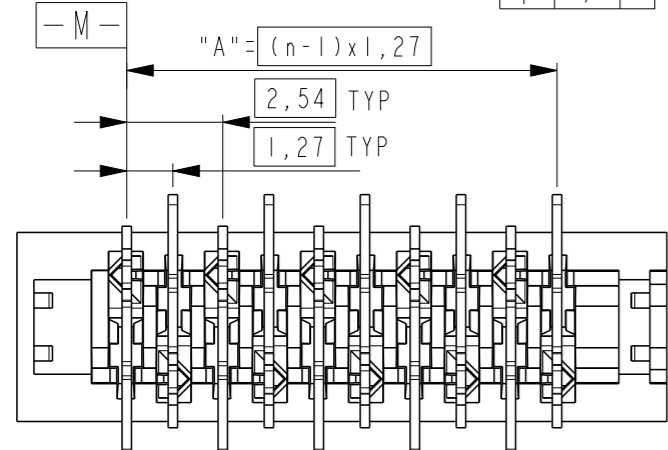 - M -
"A"= (n-1)x1,27
2,54 TYP
1,27 TYP